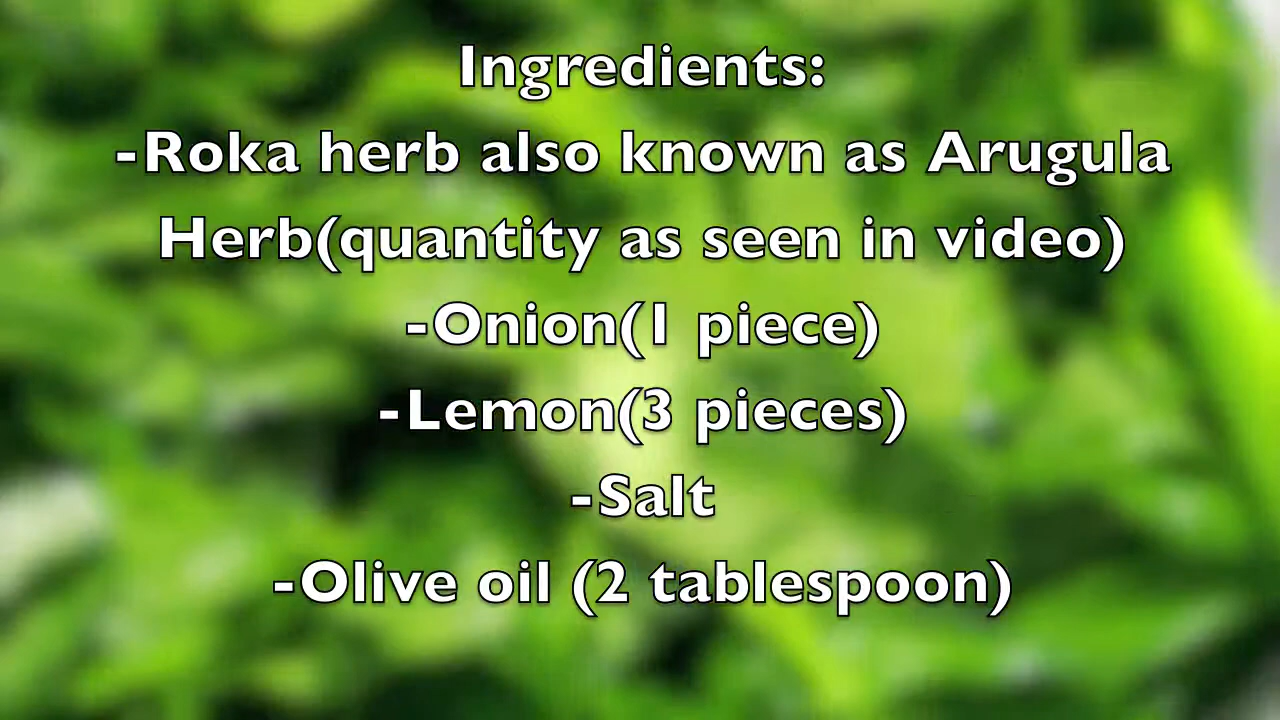 Ingredients:
-Roka herb also known as Arugula
Herb(quantity as seen in video)
-Onion(1 piece)
-Lemon(3 pieces)
-Salt
-Olive oil (2 tablespoon)